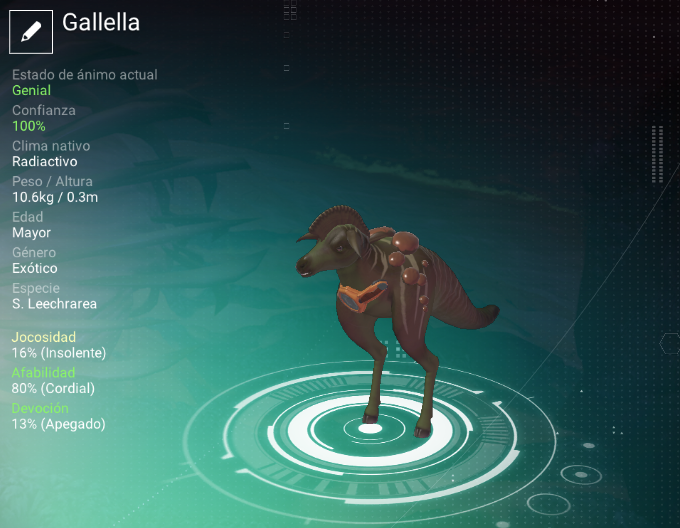 Gallella
Estado de ánimo actual
Genial
Confianza
100%
Clima nativo
Radiactivo
Peso / Altura
10.6kg / 0.3m
Edad
Mayor
Género
Exótico
Especie
S. Leechrarea
Jocosidad
16% (Insolente)
Afabilidad
80% (Cordial)
Devoción
13% (Apegado)